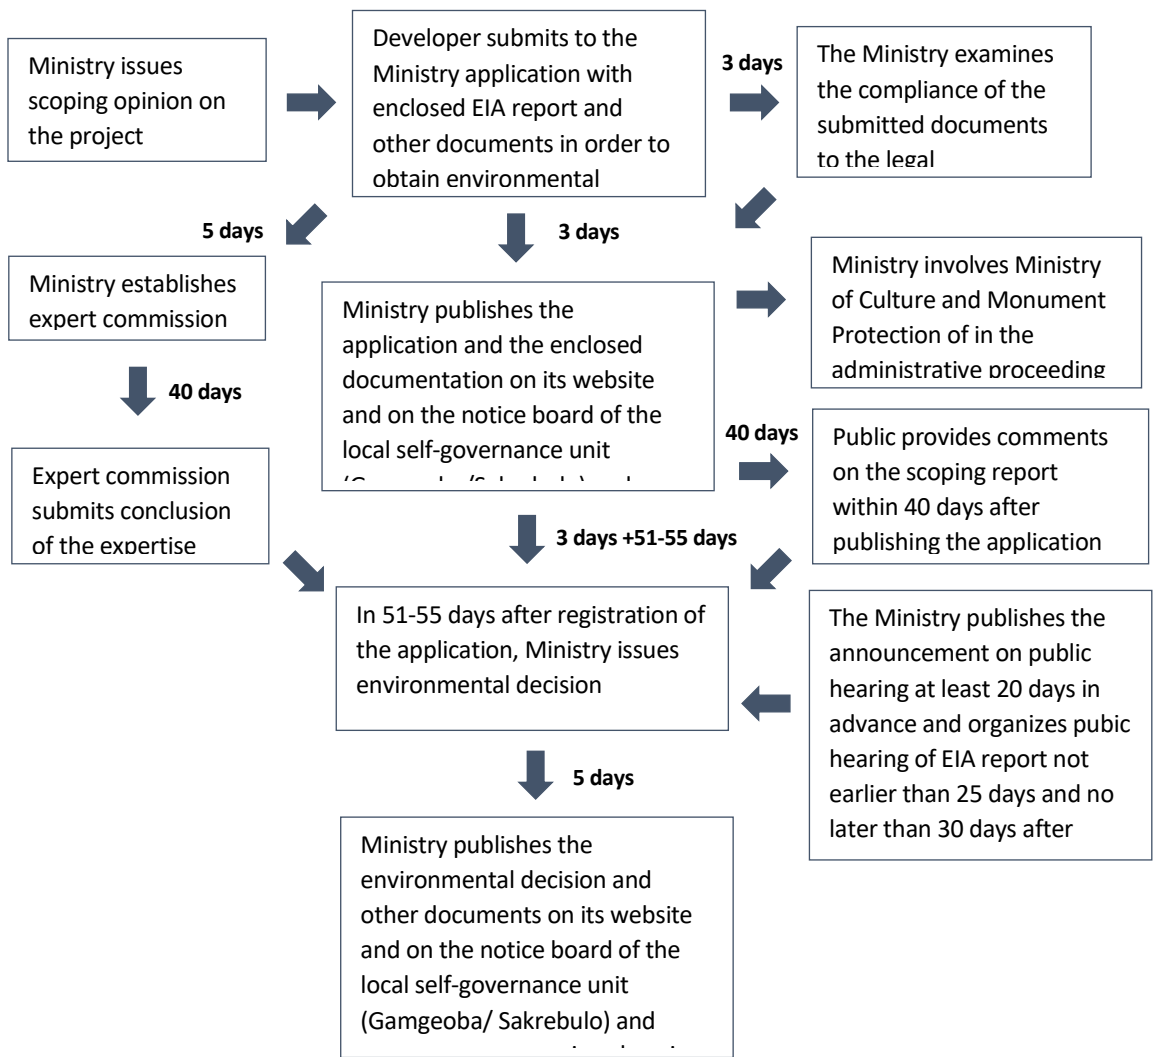 Ministry issues
scoping opinion on
the project
Developer submits to the
Ministry application with
enclosed EIA report and
other documents in order to
obtain environmental
3 days
The Ministry examines
the compliance of the
submitted documents
to the legal
5 days
3 days
Ministry establishes
expert commission
Ministry publishes the
application and the enclosed
documentation on its website
and on the notice board of the
local self-governance unit
Ministry involves Ministry
of Culture and Monument
Protection of in the
administrative proceeding
40 days
40 days
Expert commission
submits conclusion
of the expertise
Public provides comments
on the scoping report
within 40 days after
publishing the application
3 days +51-55 days
In 51-55 days after registration of
the application, Ministry issues
environmental decision
The Ministry publishes the
announcement on public
hearing at least 20 days in
advance and organizes pubic
hearing of EIA report not
earlier than 25 days and no
later than 30 days after
5 days
Ministry publishes the
environmental decision and
other documents on its website
and on the notice board of the
local self-governance unit
(Gamgeoba/ Sakrebulo) and